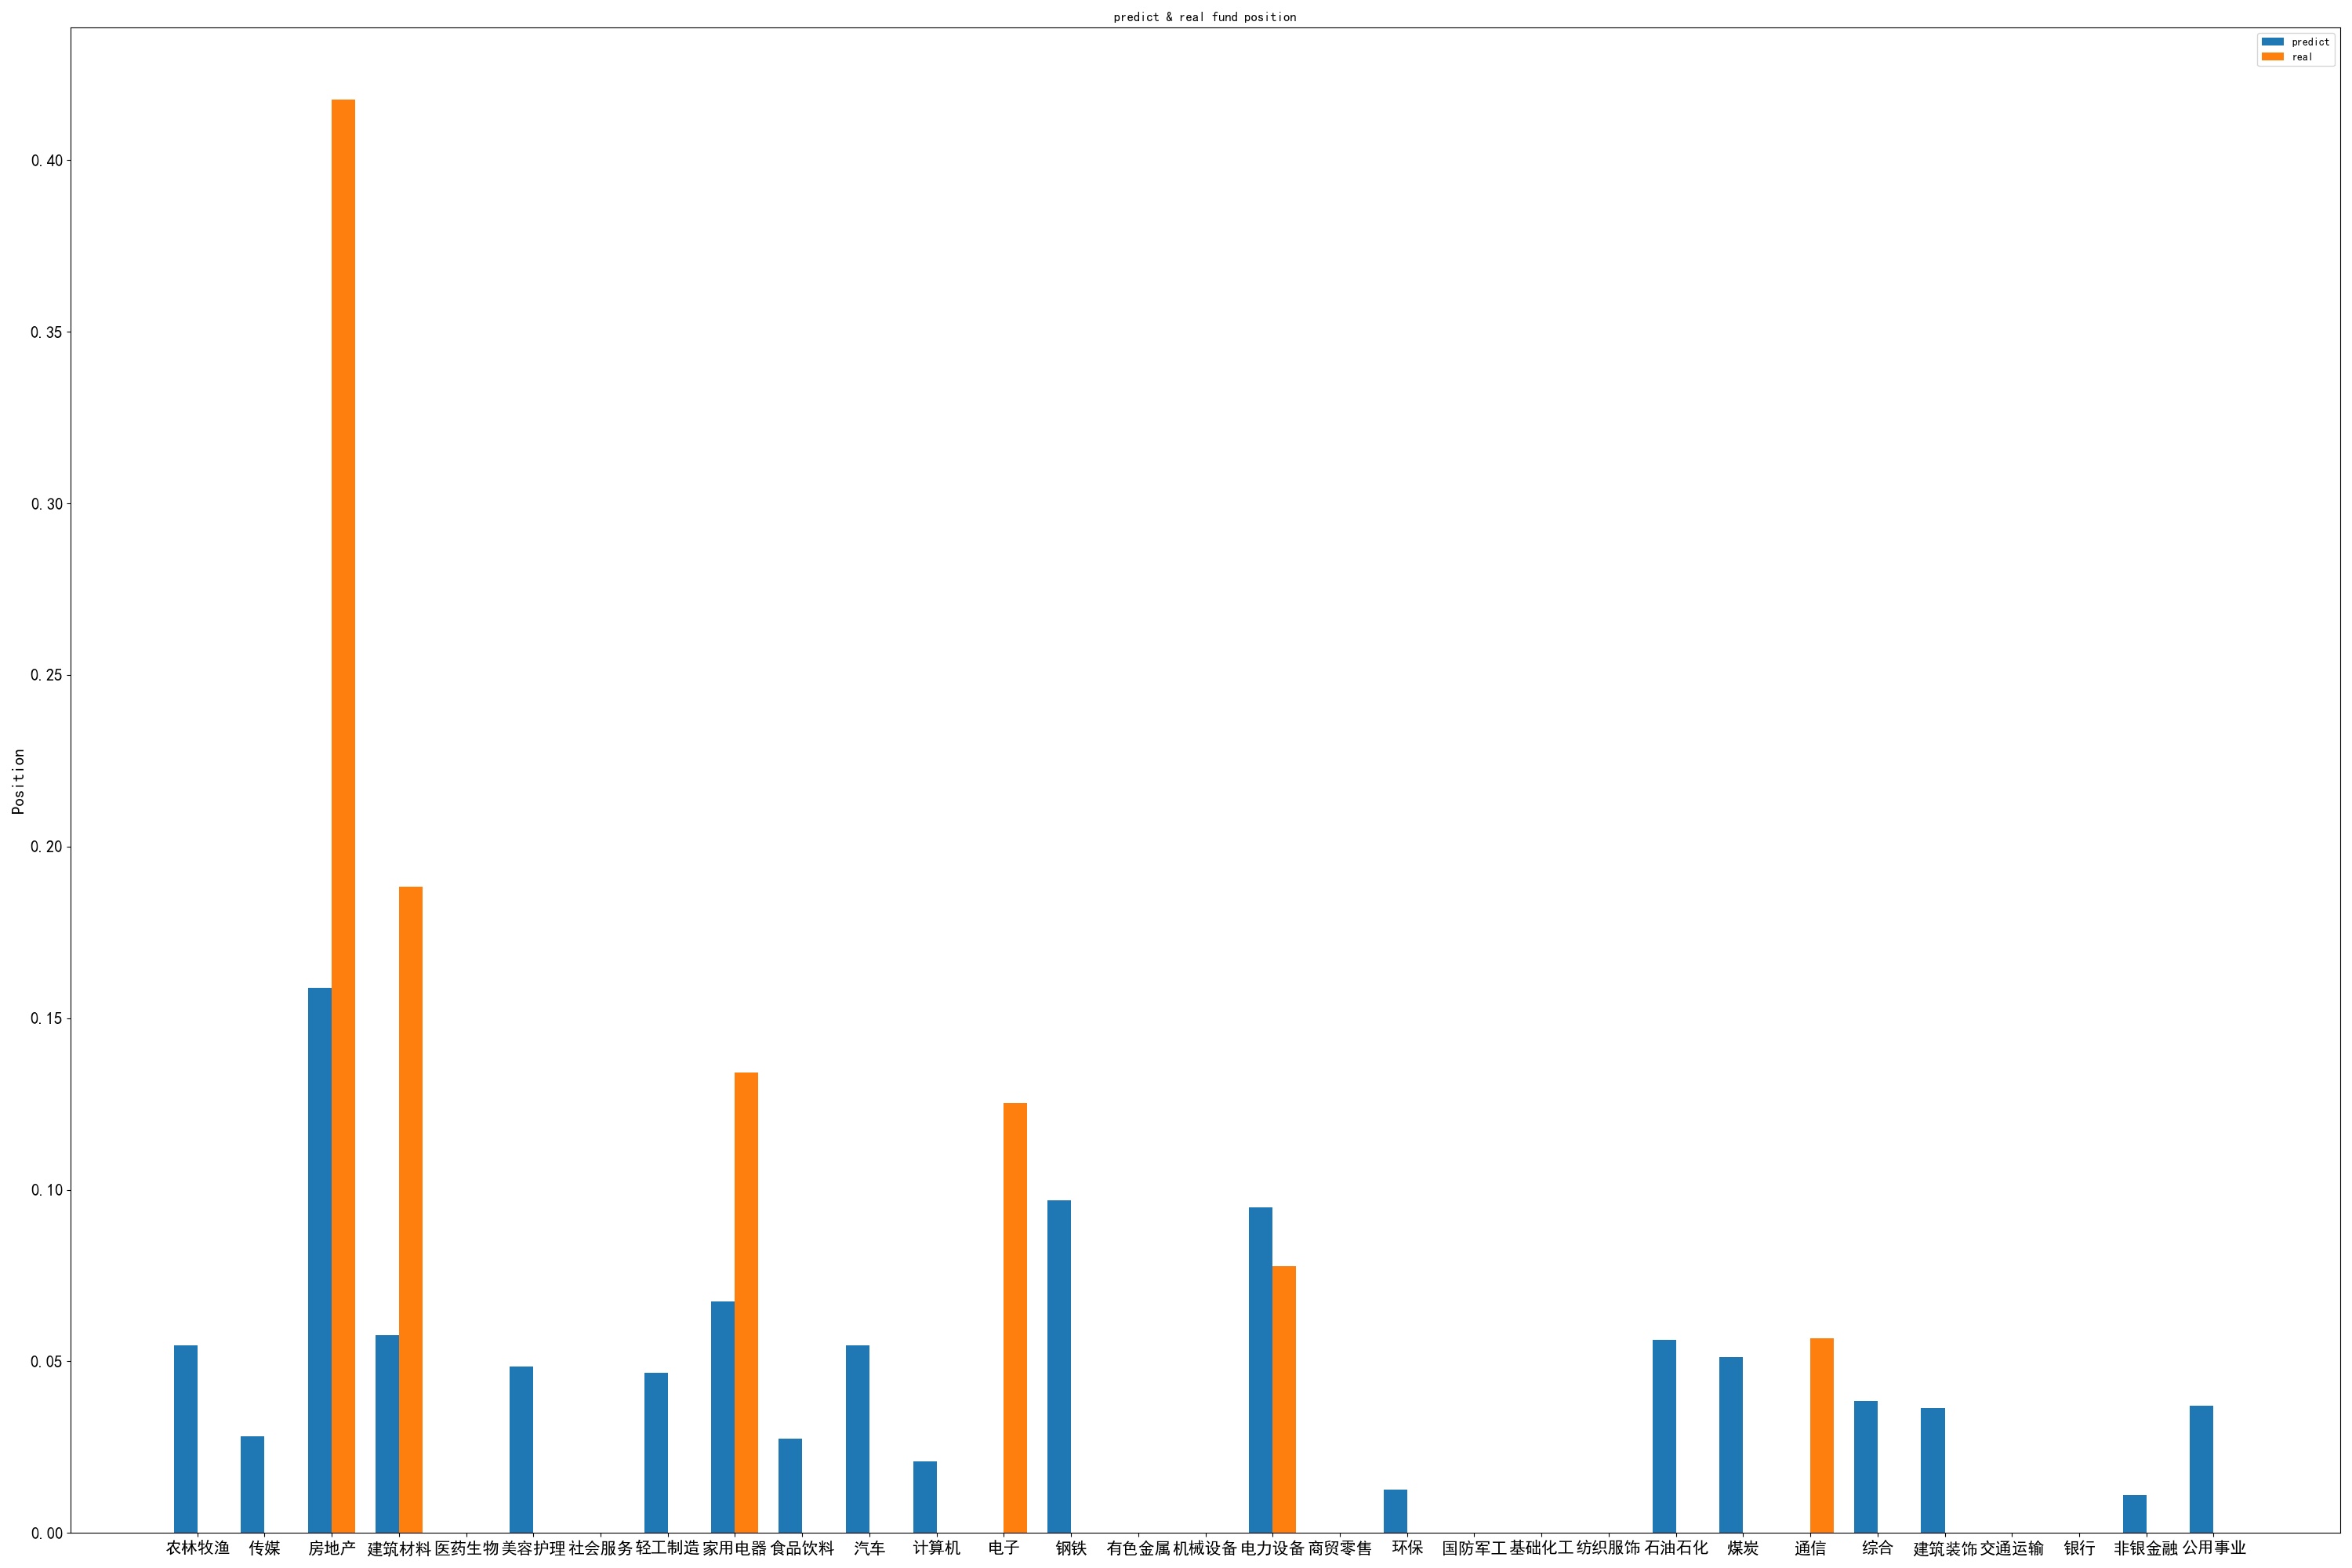 predict & real fund position
predict
real
0.40
0.35
0.30
0.25
0.20
0.15
0.10
0.05
0.00
Position
农林牧渔 传媒 房地产 建筑材料 医药生物 美容护理 社会服务 轻工制造 家用电器 食品饮料 汽车 计算机 电子 钢铁 有色金属 机械设备 电力设备 商贸零售 环保 国防军工 基础化工 纺织服饰 石油石化 煤炭 通信 综合 建筑装饰 交通运输 银行 非银金融 公用事业